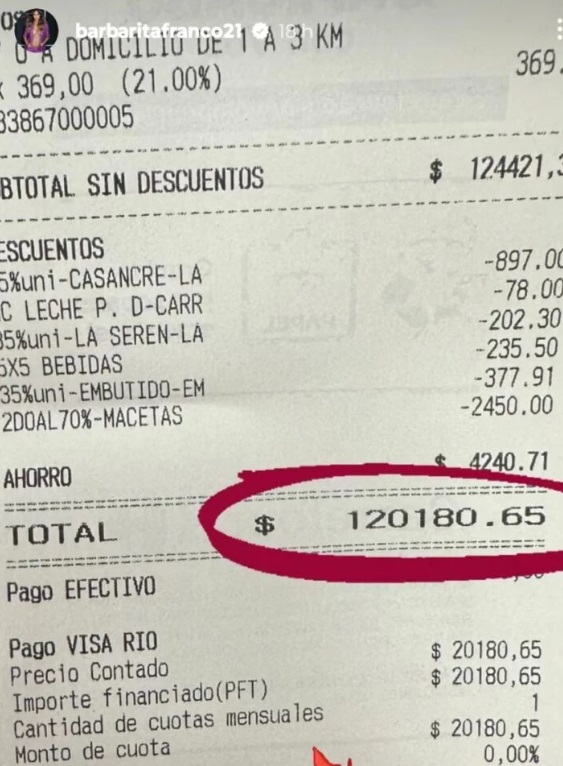 barbaritafranco21 18 h
O A DOMICILIO DE 1 A 3 KM
x 369,00 (21.00%) 369.
33867000005
BTOTAL SIN DESCUENTOS $ 124421,3
ESCUENTOS
5%uni-CASANCRE-LA -897.00
C LECHE P. D-CARR -78.00
35%uni-LA SEREN-LA -202.30
5X5 BEBIDAS -235.50
35%uni-EMBUTIDO-EM -377.91
2DOAL70%-MACETAS -2450.00
AHORRO $ 4240.71
TOTAL $ 120180.65
Pago EFECTIVO
Pago VISA RIO $ 20180,65
Precio Contado $ 20180,65
Importe financiado(PFT) 1
Cantidad de cuotas mensuales $ 20180,65
Monto de cuota 0,00%